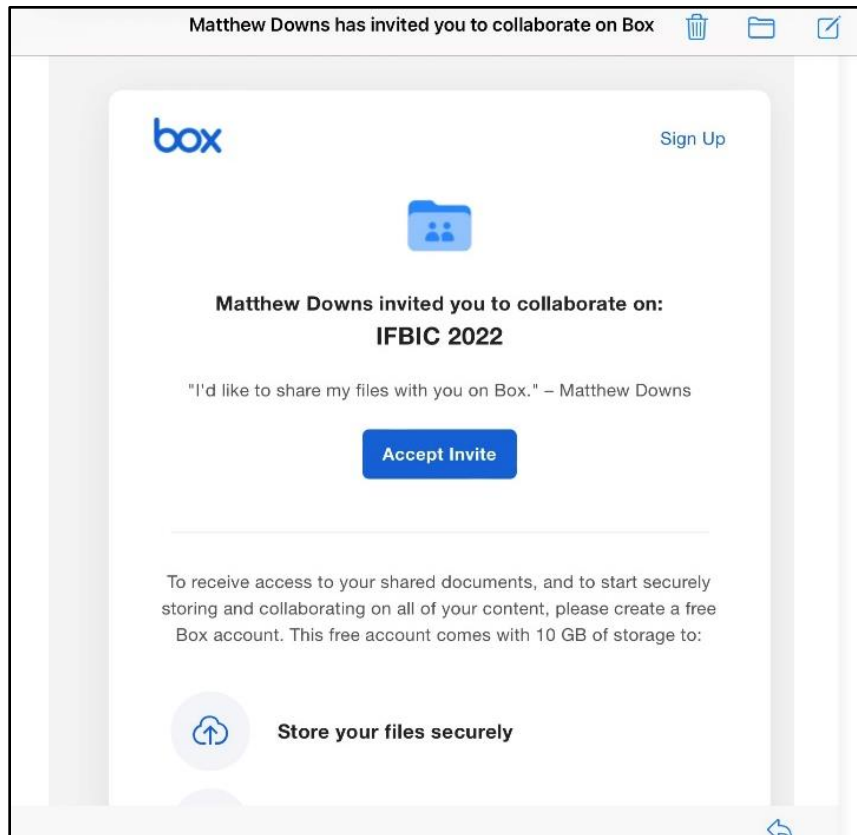 Matthew Downs has invited you to collaborate on Box
box
Sign Up
Matthew Downs invited you to collaborate on:
IFBIC 2022
"I'd like to share my files with you on Box." – Matthew Downs
Accept Invite
To receive access to your shared documents, and to start securely
storing and collaborating on all of your content, please create a free
Box account. This free account comes with 10 GB of storage to:
Store your files securely